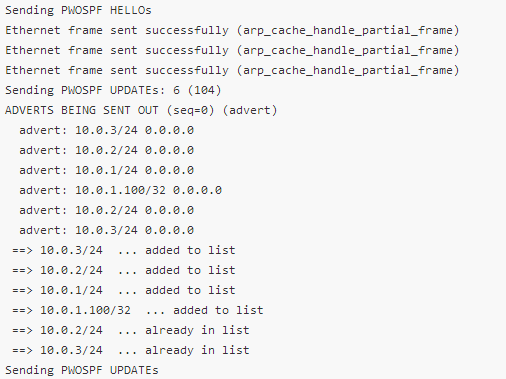 Sending PWOSPF HELLOs
Ethernet frame sent successfully (arp_cache_handle_partial_frame)
Ethernet frame sent successfully (arp_cache_handle_partial_frame)
Ethernet frame sent successfully (arp_cache_handle_partial_frame)
Sending PWOSPF UPDATEs: 6 (104)
ADVERTS BEING SENT OUT (seq=0) (advert)
  advert: 10.0.3/24 0.0.0.0
  advert: 10.0.2/24 0.0.0.0
  advert: 10.0.1/24 0.0.0.0
  advert: 10.0.1.100/32 0.0.0.0
  advert: 10.0.2/24 0.0.0.0
  advert: 10.0.3/24 0.0.0.0
 ==> 10.0.3/24  ... added to list
 ==> 10.0.2/24  ... added to list
 ==> 10.0.1/24  ... added to list
 ==> 10.0.1.100/32  ... added to list
 ==> 10.0.2/24  ... already in list
 ==> 10.0.3/24  ... already in list
Sending PWOSPF UPDATEs